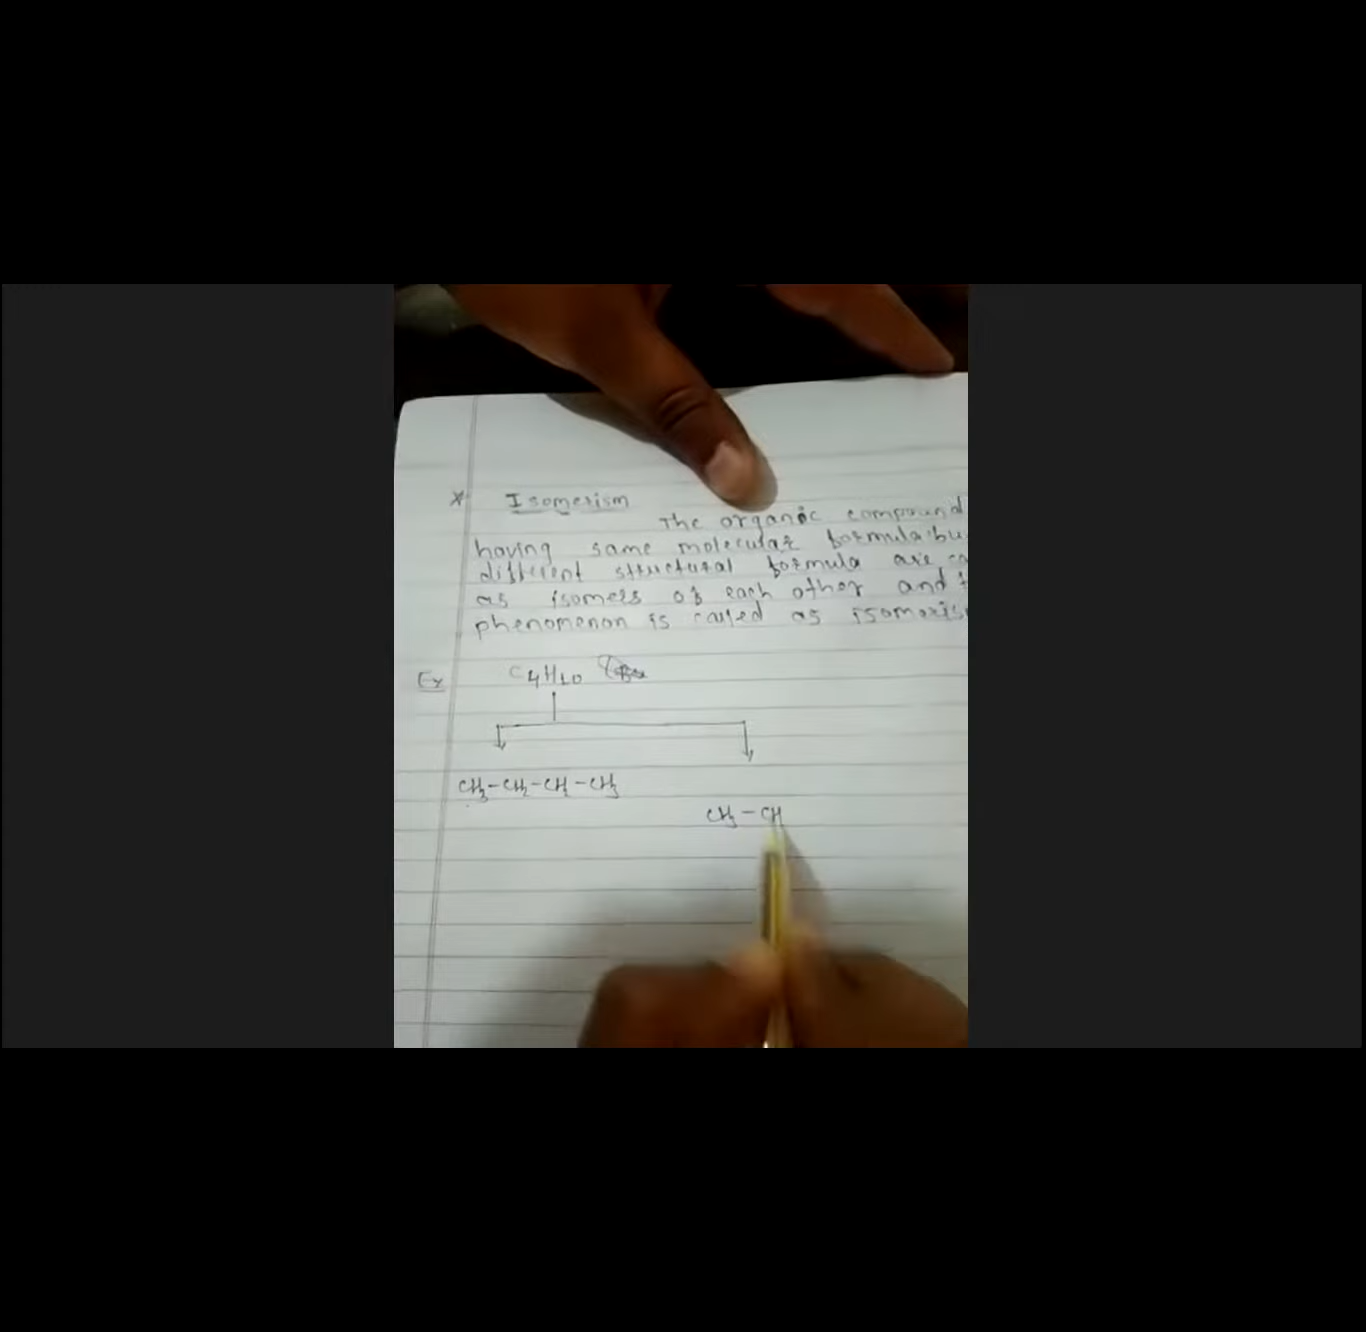 * Isomerism
The organic compound
having same molecular formula bu
different structural formula are ca
as isomers of each other and t
phenomenon is called as isomeris
Ex C4H10
CH3-CH2-CH2-CH3
CH3-CH